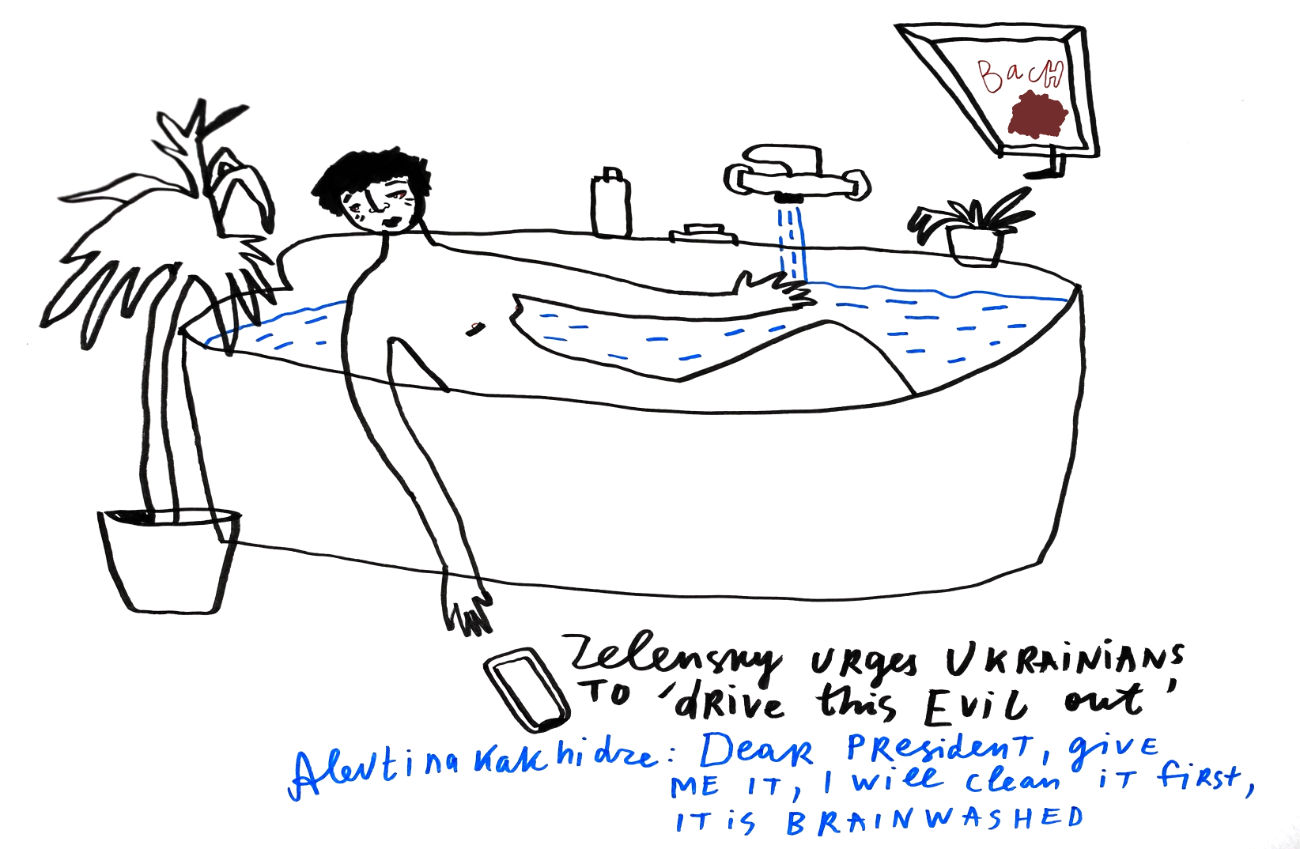 BacH
Zelensky URges UKRAiNiANs
TO 'dRive this EviL out'
Alevtina Kakhidze: DeaR PResidenT, give
ME IT, I will clean iT fiRst,
IT is BRAINWASHED